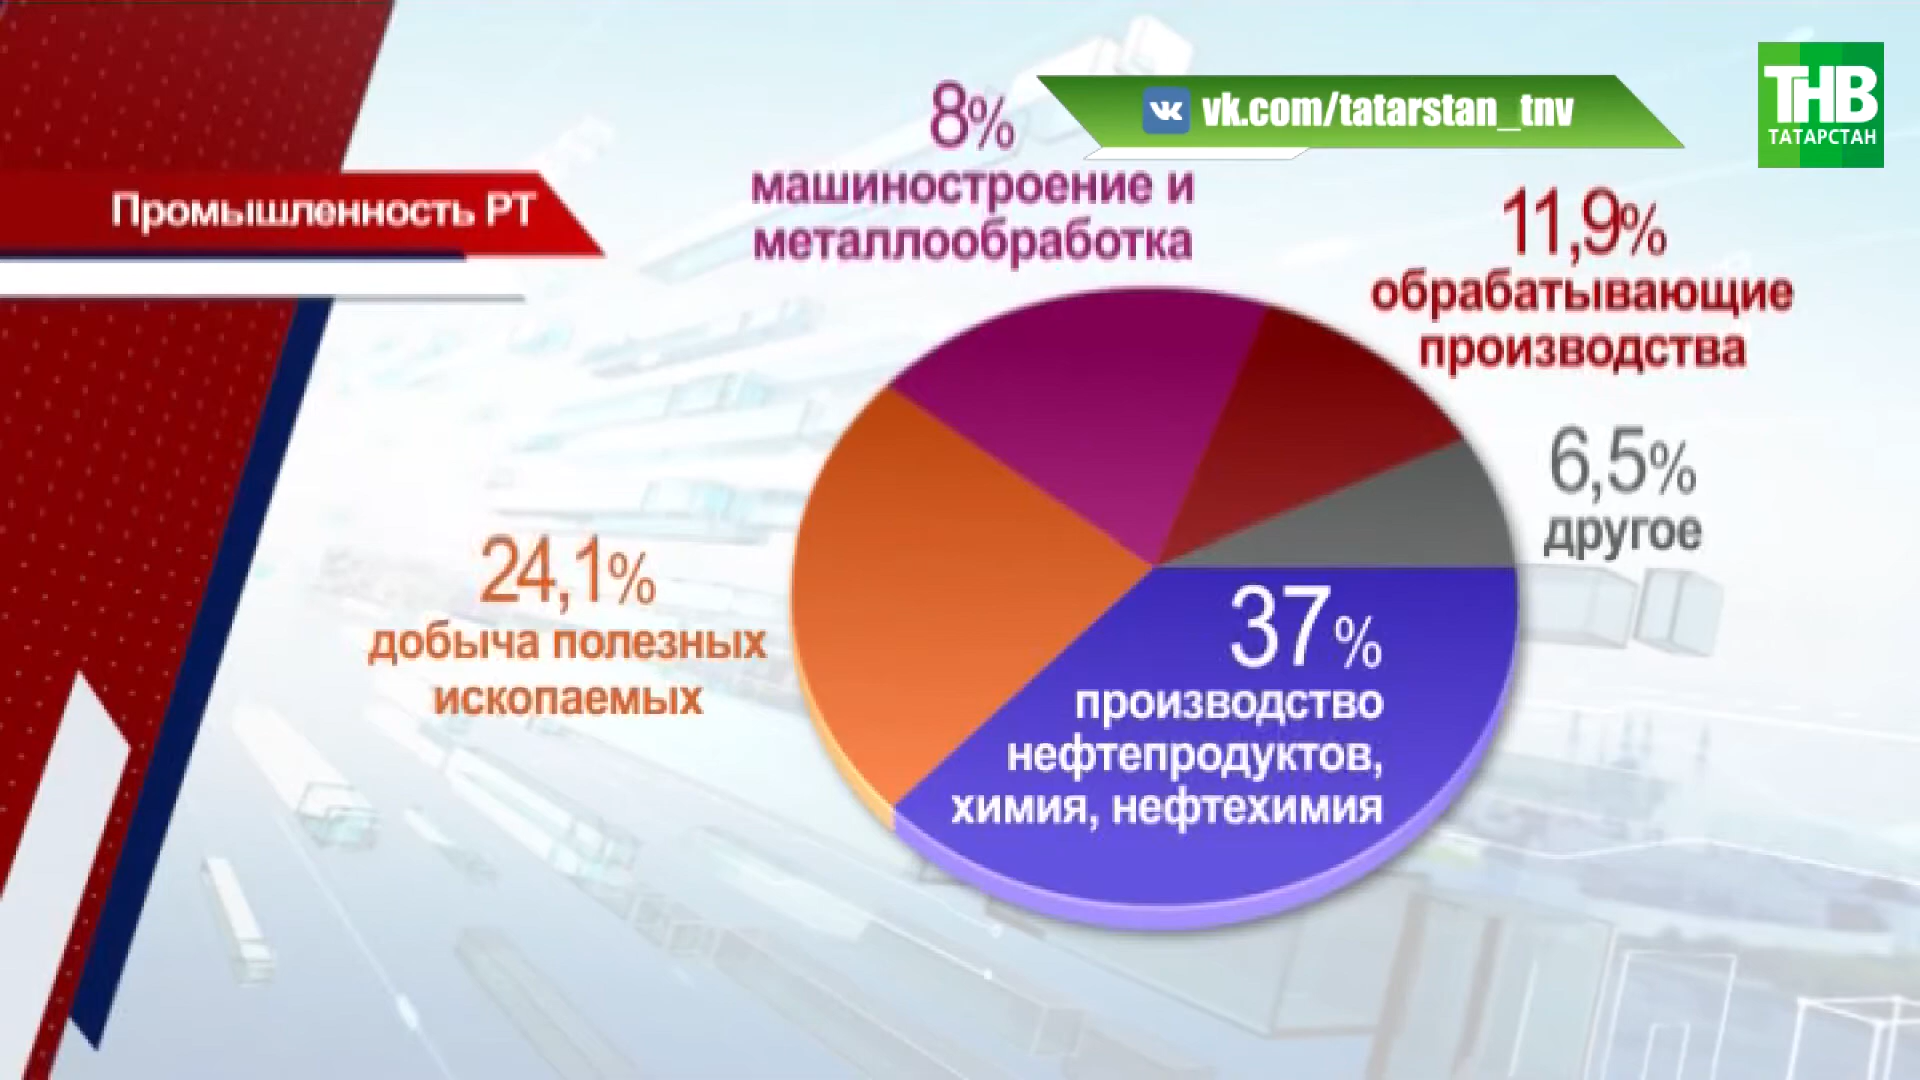 vk.com/tatarstan_tnv
ТНВ
ТАТАРСТАН
Промышленность РТ
8%
машиностроение и
металлообработка
11,9%
обрабатывающие
производства
6,5%
другое
24,1%
добыча полезных
ископаемых
37%
производство
нефтепродуктов,
химия, нефтехимия